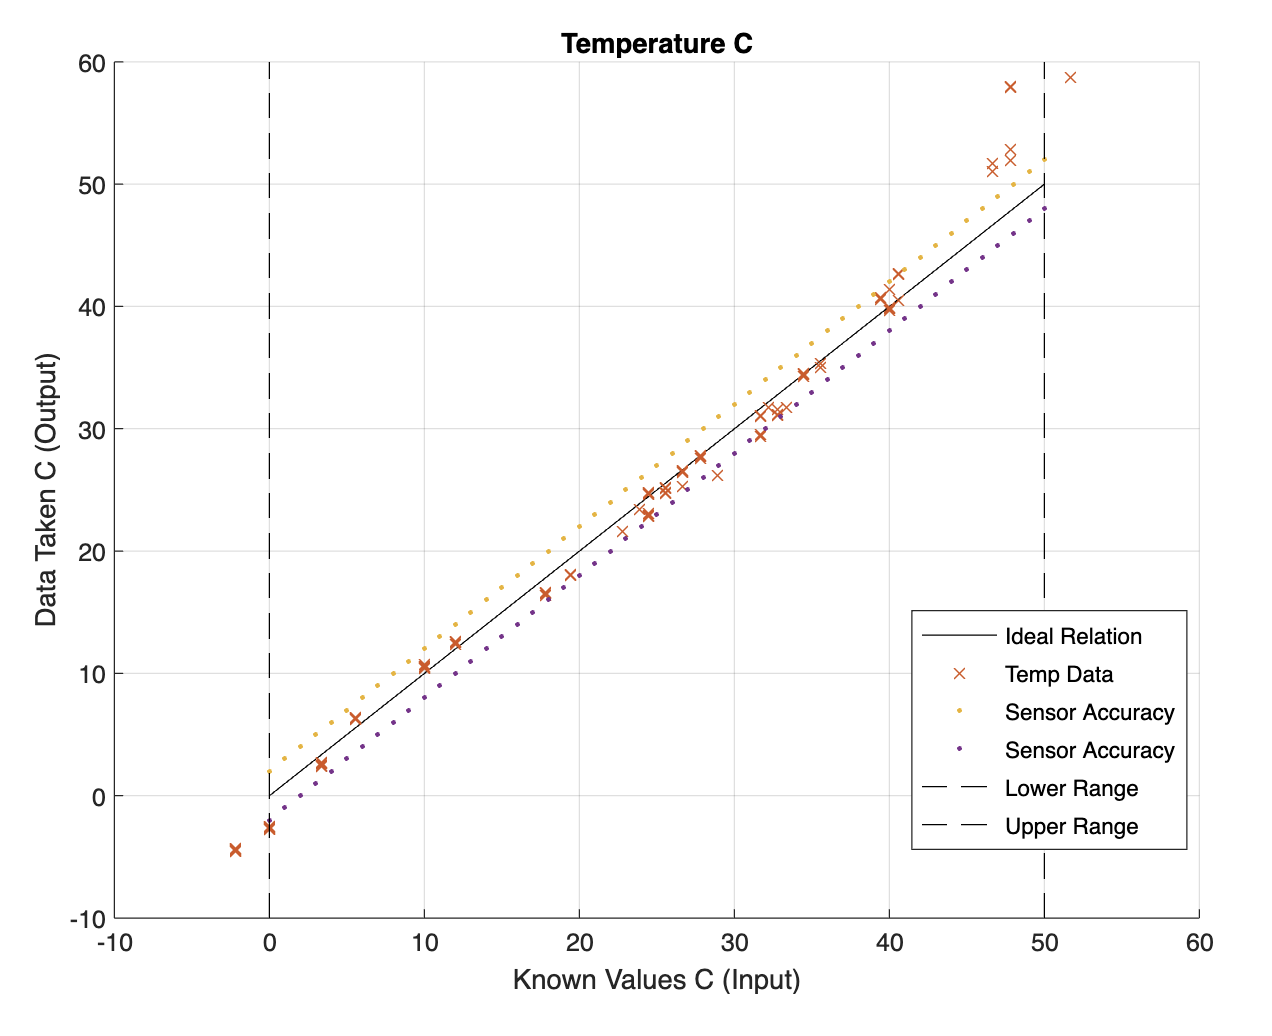 Temperature C
60
50
40
30
20
10
0
-10
-10 0 10 20 30 40 50 60
Data Taken C (Output)
Known Values C (Input)
Ideal Relation
Temp Data
Sensor Accuracy
Sensor Accuracy
Lower Range
Upper Range